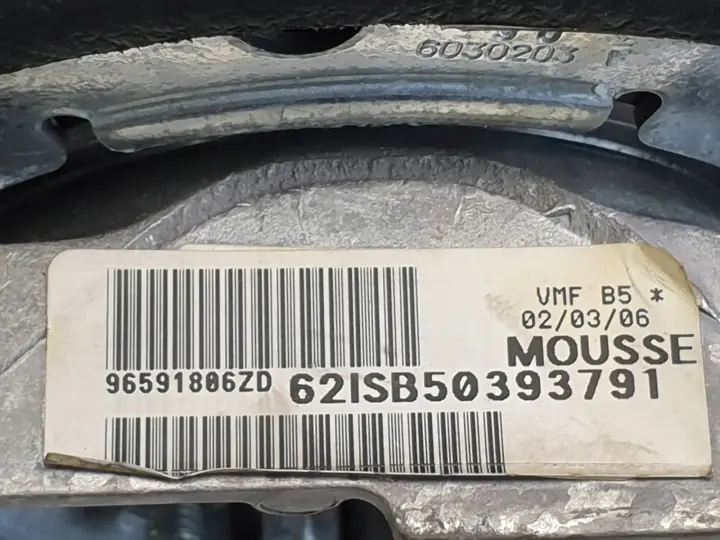 6030203
VMF B5 *
02/03/06
MOUSSE
96591806ZD 62ISB50393791